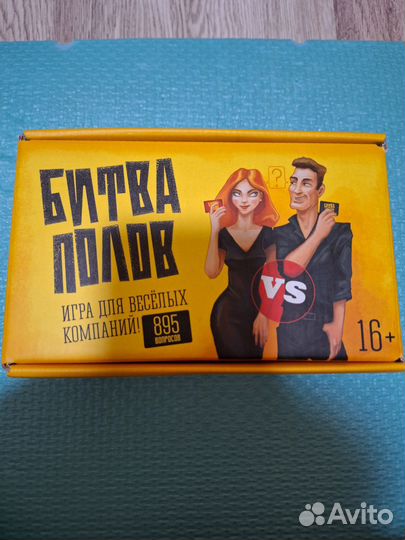 БИТВА
ПОЛОВ
ИГРА ДЛЯ ВЕСЁЛЫХ
КОМПАНИЙ!
895
ВОПРОСОВ
VS
16+
Avito